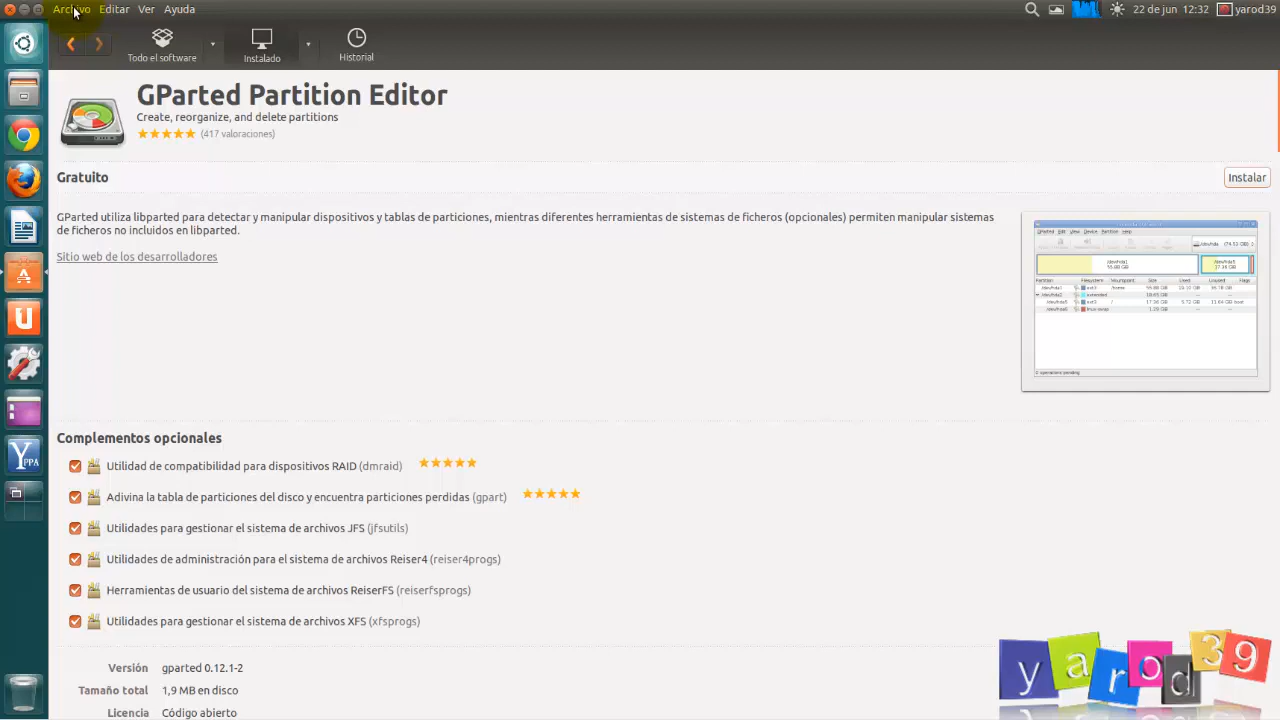 Archivo Editar Ver Ayuda
22 de jun 12:32 yarod39
Todo el software
Instalado
Historial
GParted Partition Editor
Create, reorganize, and delete partitions
(417 valoraciones)
Gratuito
Instalar
GParted utiliza libparted para detectar y manipular dispositivos y tablas de particiones, mientras diferentes herramientas de sistemas de ficheros (opcionales) permiten manipular sistemas
de ficheros no incluidos en libparted.
Sitio web de los desarrolladores
Complementos opcionales
Utilidad de compatibilidad para dispositivos RAID (dmraid)
Adivina la tabla de particiones del disco y encuentra particiones perdidas (gpart)
Utilidades para gestionar el sistema de archivos JFS (jfsutils)
Utilidades de administración para el sistema de archivos Reiser4 (reiser4progs)
Herramientas de usuario del sistema de archivos ReiserFS (reiserfsprogs)
Utilidades para gestionar el sistema de archivos XFS (xfsprogs)
Versión gparted 0.12.1-2
Tamaño total 1,9 MB en disco
Licencia Código abierto
yarod39